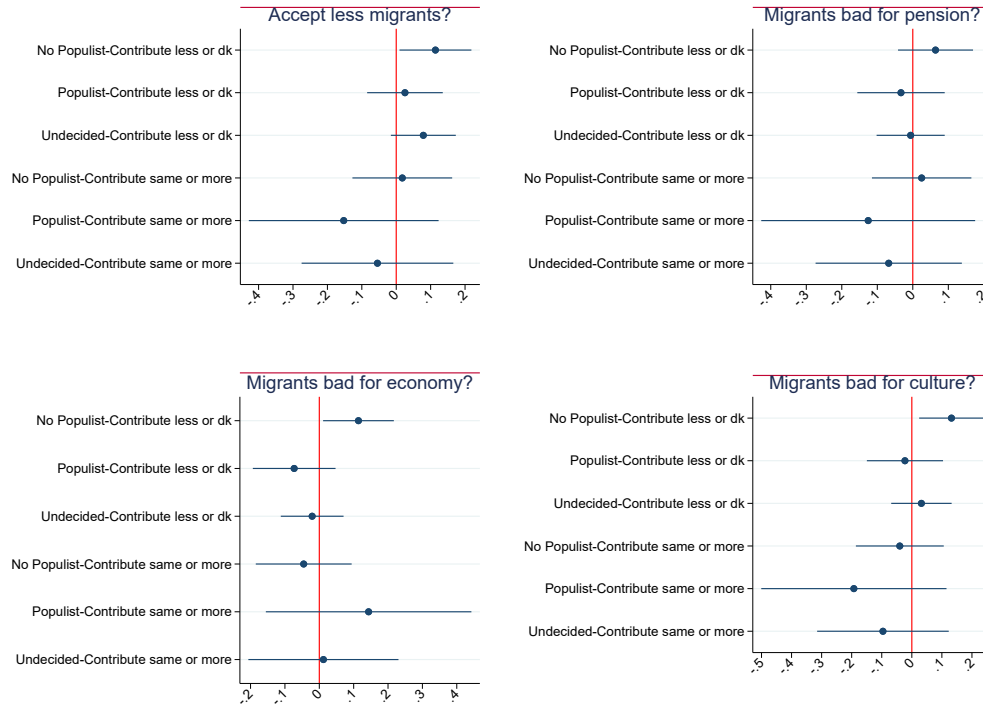 Accept less migrants?
No Populist-Contribute less or dk
Populist-Contribute less or dk
Undecided-Contribute less or dk
No Populist-Contribute same or more
Populist-Contribute same or more
Undecided-Contribute same or more
-.4 -.3 -.2 -.1 0 .1 .2
Migrants bad for pension?
No Populist-Contribute less or dk
Populist-Contribute less or dk
Undecided-Contribute less or dk
No Populist-Contribute same or more
Populist-Contribute same or more
Undecided-Contribute same or more
-.4 -.3 -.2 -.1 0 .1 .2
Migrants bad for economy?
No Populist-Contribute less or dk
Populist-Contribute less or dk
Undecided-Contribute less or dk
No Populist-Contribute same or more
Populist-Contribute same or more
Undecided-Contribute same or more
-.2 -.1 0 .1 .2 .3 .4
Migrants bad for culture?
No Populist-Contribute less or dk
Populist-Contribute less or dk
Undecided-Contribute less or dk
No Populist-Contribute same or more
Populist-Contribute same or more
Undecided-Contribute same or more
-.5 -.4 -.3 -.2 -.1 0 .1 .2